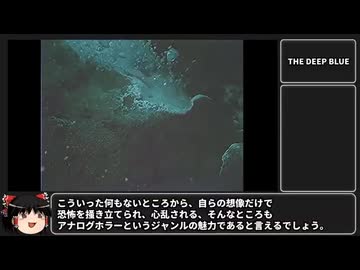 THE DEEP BLUE
こういった何もないところから、自らの想像だけで
恐怖を掻き立てられ、心乱される、そんなところも
アナログホラーというジャンルの魅力であると言えるでしょう。